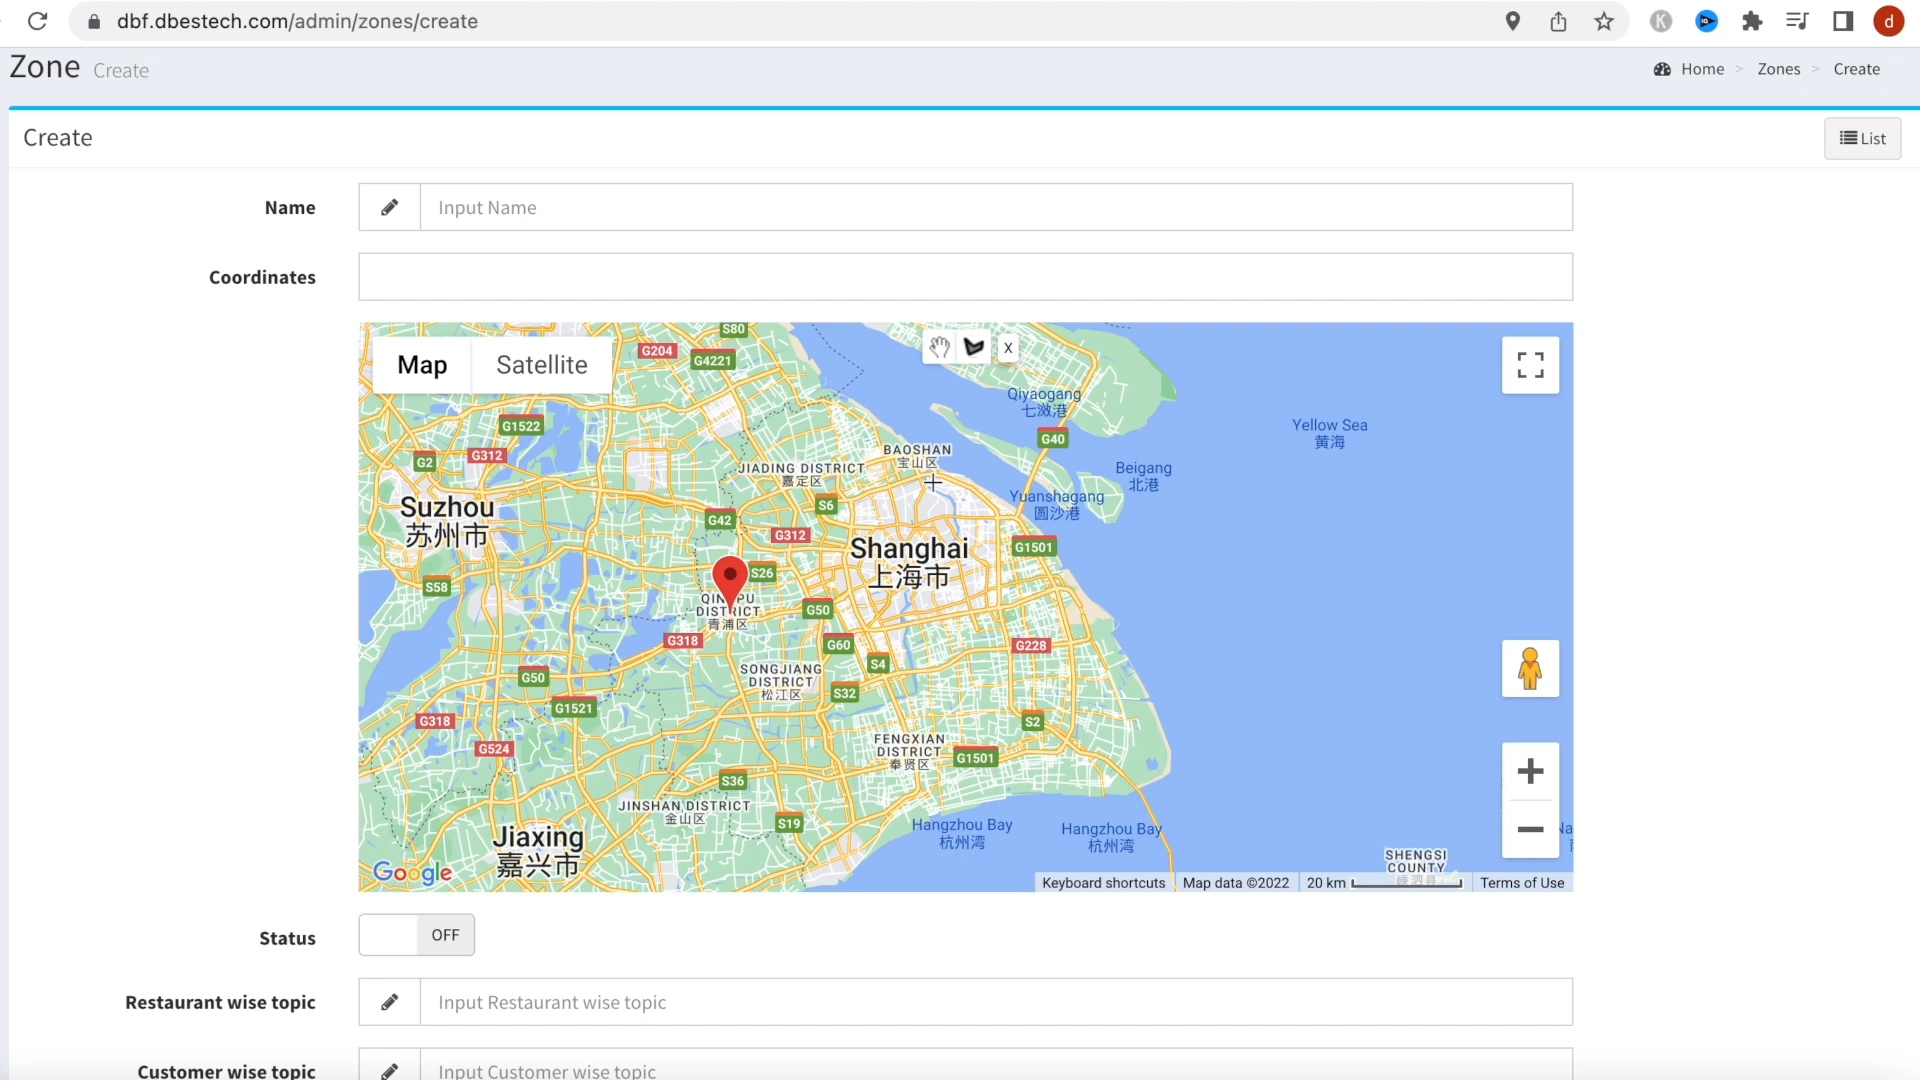 dbf.dbestech.com/admin/zones/create
K
d
Zone Create
Home > Zones > Create
Create
List
Name
Input Name
Coordinates
Map
Satellite
X
S80
G204
G4221
Qiyaogang
七滧港
Yellow Sea
黄海
G1522
G40
G2
G312
BAOSHAN
宝山区
JIADING DISTRICT
嘉定区
Beigang
北港
Yuanshagang
圆沙港
Suzhou
苏州市
S6
G42
G312
Shanghai
上海市
G1501
S26
S58
QINGPU
DISTRICT
青浦区
G50
G318
G60
G228
S4
SONGJIANG
DISTRICT
松江区
G50
S32
G1521
G318
S2
G524
FENGXIAN
DISTRICT
奉贤区
G1501
S36
JINSHAN DISTRICT
金山区
S19
Jiaxing
嘉兴市
Hangzhou Bay
杭州湾
Hangzhou Bay
杭州湾
SHENGSI
COUNTY
嵊泗县
Google
Keyboard shortcuts
Map data ©2022
20 km
Terms of Use
Status
OFF
Restaurant wise topic
Input Restaurant wise topic
Customer wise topic
Input Customer wise topic